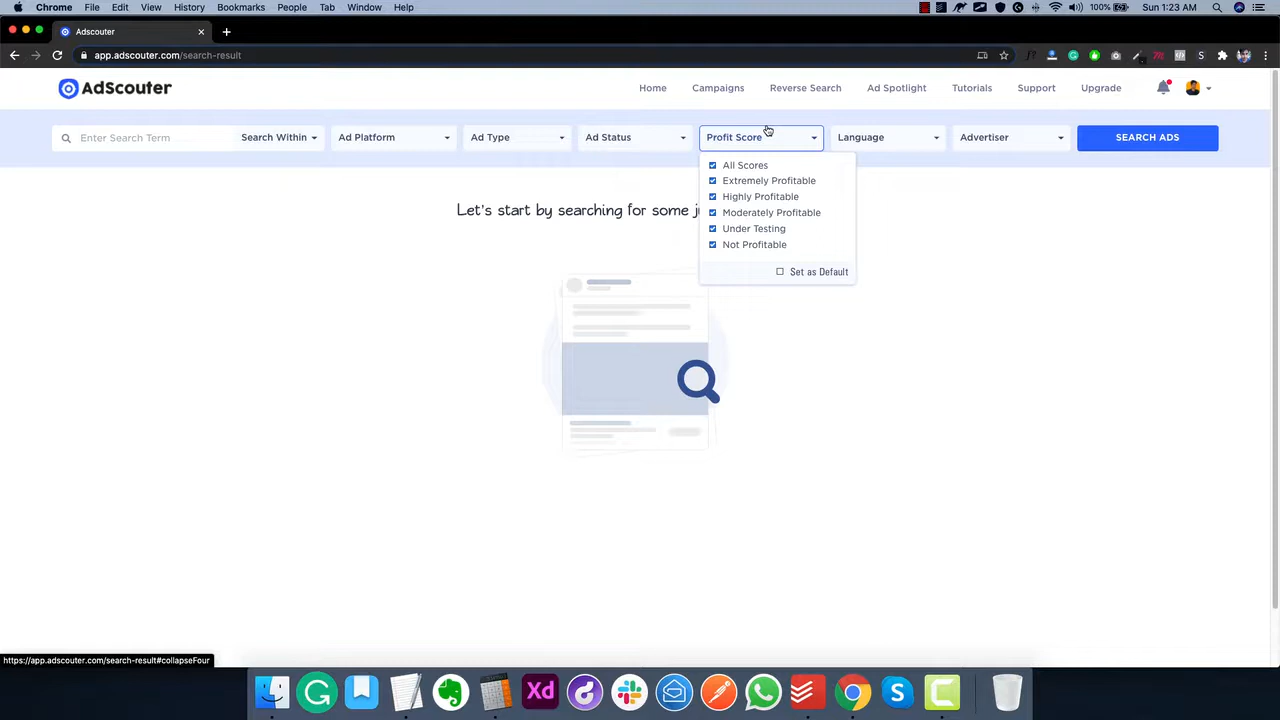 Chrome File Edit View History Bookmarks People Tab Window Help 100% Sun 1:23 AM
Adscouter
app.adscouter.com/search-result
AdScouter Home Campaigns Reverse Search Ad Spotlight Tutorials Support Upgrade
Enter Search Term Search Within Ad Platform Ad Type Ad Status Profit Score Language Advertiser SEARCH ADS
All Scores
Extremely Profitable
Highly Profitable
Moderately Profitable
Under Testing
Not Profitable
Set as Default
Let's start by searching for some
https://app.adscouter.com/search-result#collapseFour
Xd